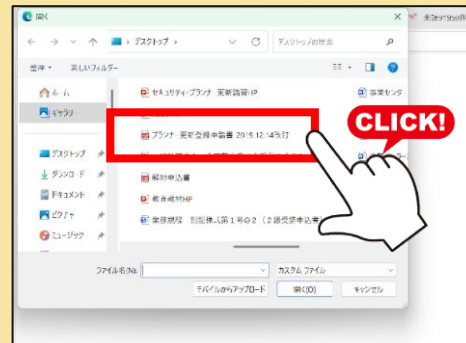 開く
デスクトップ
デスクトップの検索
整理
新しいフォルダー
ホーム
ギャラリー
デスクトップ
ダウンロード
ドキュメント
ピクチャ
ミュージック
セキュリティ・プランナ 更新講習HP
事業センタ
プランナ 更新登録申請書 2019.12.14改訂
CLICK!
解約申込書
教育教材HP
業務規程 別記様式第1号の2（2級受験申込書
ファイル名(N):
カスタム ファイル
モバイルからアップロード
開く(O)
キャンセル